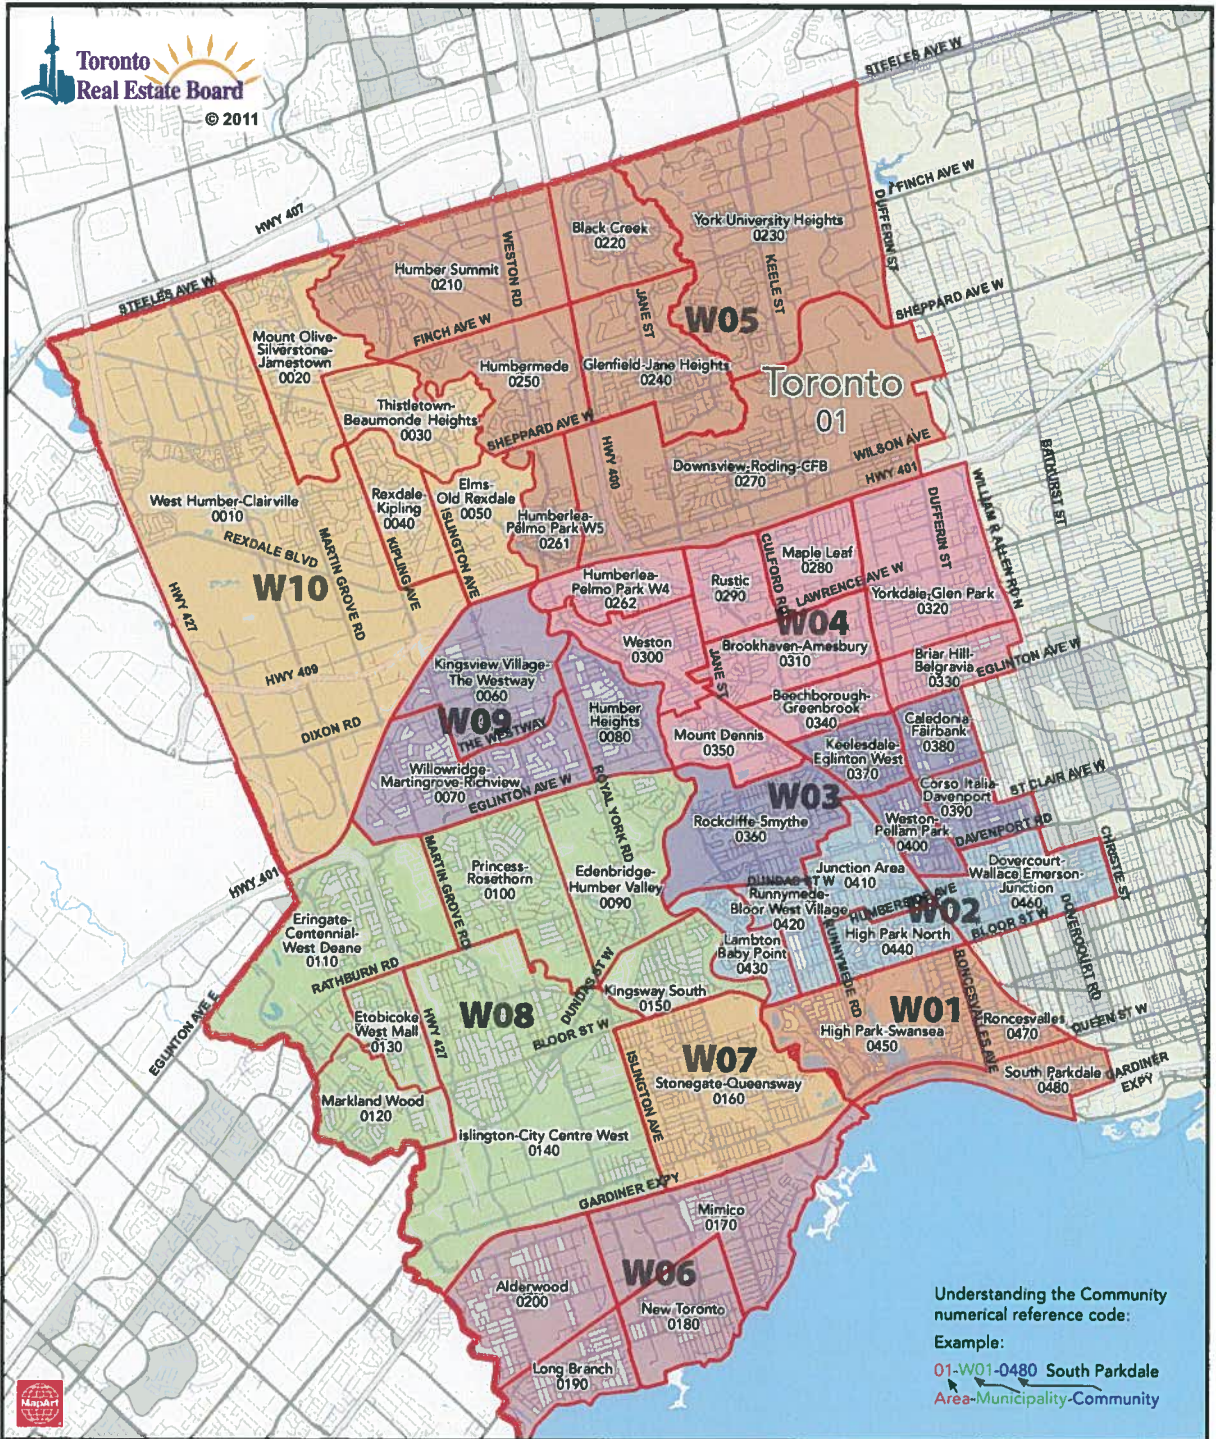 Toronto
Real Estate Board
© 2011
STEELES AVE W
FINCH AVE W
DUFFERIN ST
HWY 407
Black Creek
0220
York University Heights
0230
WESTON RD
Humber Summit
0210
KEELE ST
STEELES AVE W
JANE ST
SHEPPARD AVE W
W05
FINCH AVE W
Mount Olive-
Silverstone-
Jamestown
0020
Humbermede
0250
Glenfield-Jane Heights
0240
Toronto
01
Thistletown-
Beaumonde Heights
0030
SHEPPARD AVE W
HWY 400
WILSON AVE
HWY 401
Downsview-Roding-CFB
0270
BATHURST ST
WILLIAM R ALLEN RD N
West Humber-Clairville
0010
Rexdale-
Kipling
0040
Elms-
Old Rexdale
0050
ISLINGTON AVE
Humberlea-
Pelmo Park W5
0261
DUFFERIN ST
REXDALE BLVD
MARTIN GROVE RD
KIPLING AVE
W10
HWY 427
CULFORD RD
Maple Leaf
0280
Humberlea-
Pelmo Park W4
0262
Rustic
0290
LAWRENCE AVE W
Yorkdale-Glen Park
0320
W04
Weston
0300
Brookhaven-Amesbury
0310
JANE ST
Briar Hill-
Belgravia
0330
EGLINTON AVE W
HWY 409
Kingsview Village-
The Westway
0060
Beechborough-
Greenbrook
0340
DIXON RD
W09
THE WESTWAY
Humber
Heights
0080
Mount Dennis
0350
Caledonia-
Fairbank
0380
Keelesdale-
Eglinton West
0370
Willowridge-
Martingrove-Richview
0070
EGLINTON AVE W
ROYAL YORK RD
W03
Corso Italia-
Davenport
0390
ST CLAIR AVE W
Rockcliffe-Smythe
0360
Weston-
Pellam Park
0400
DAVENPORT RD
CHRISTIE ST
MARTIN GROVE RD
Princess-
Rosethorn
0100
Edenbridge-
Humber Valley
0090
HWY 401
DUNDAS ST W
Junction Area
0410
Dovercourt-
Wallace Emerson-
Junction
0460
Runnymede-
Bloor West Village
0420
HUMBERSIDE AVE
W02
BLOOR ST W
DOVERCOURT RD
Eringate-
Centennial-
West Deane
0110
Lambton
Baby Point
0430
RUNNYMEDE RD
High Park North
0440
RATHBURN RD
DUNDAS ST W
RONCESVALLES AVE
EGLINTON AVE E
Kingsway South
0150
W08
W01
Etobicoke
West Mall
0130
HWY 427
BLOOR ST W
High Park-Swansea
0450
Roncesvalles
0470
QUEEN ST W
ISLINGTON AVE
W07
Stonegate-Queensway
0160
South Parkdale
0480
GARDINER
EXPY
Markland Wood
0120
Islington-City Centre West
0140
GARDINER EXPY
Mimico
0170
W06
Alderwood
0200
New Toronto
0180
Long Branch
0190
Understanding the Community
numerical reference code:
Example:
01-W01-0480 South Parkdale
Area-Municipality-Community
MapArt